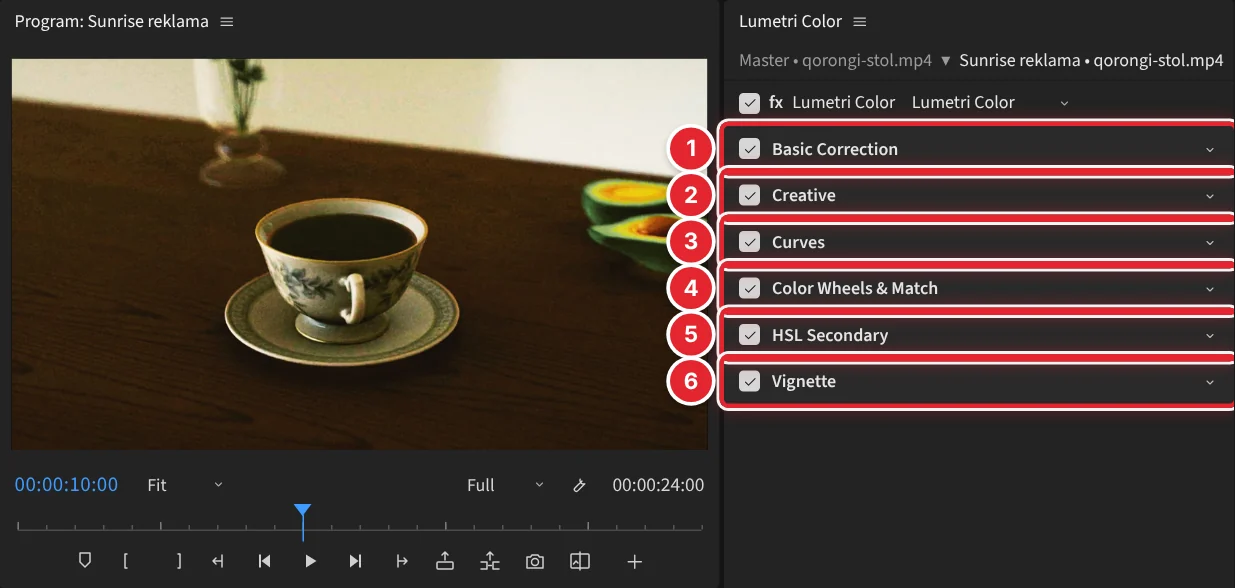 Program: Sunrise reklama
Lumetri Color
Master • qorongi-stol.mp4 Sunrise reklama • qorongi-stol.mp4
fx Lumetri Color Lumetri Color
1 Basic Correction
2 Creative
3 Curves
4 Color Wheels & Match
5 HSL Secondary
6 Vignette
00:00:10:00 Fit Full 00:00:24:00